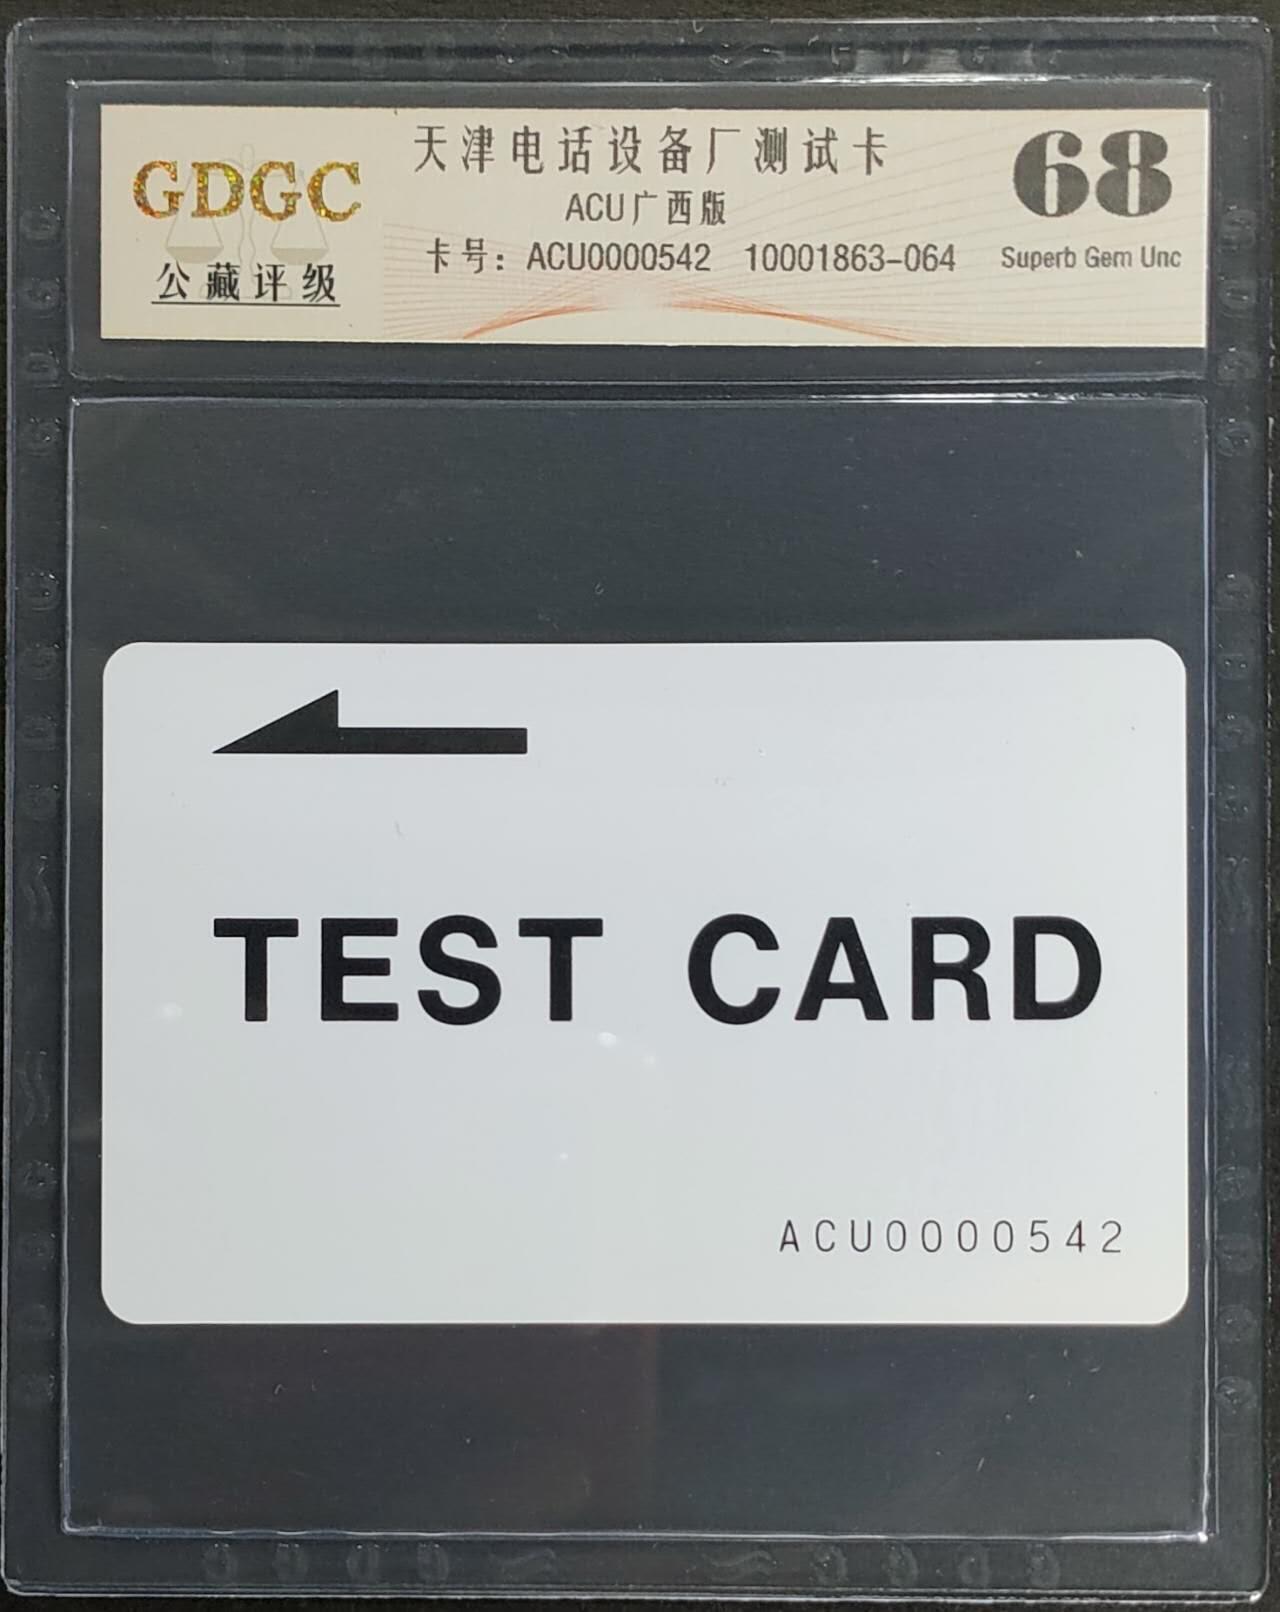 GDGC
公藏评级
天津电话设备厂测试卡
ACU广西版
卡号：ACU0000542 10001863-064
68
Superb Gem Unc
TEST CARD
ACU0000542